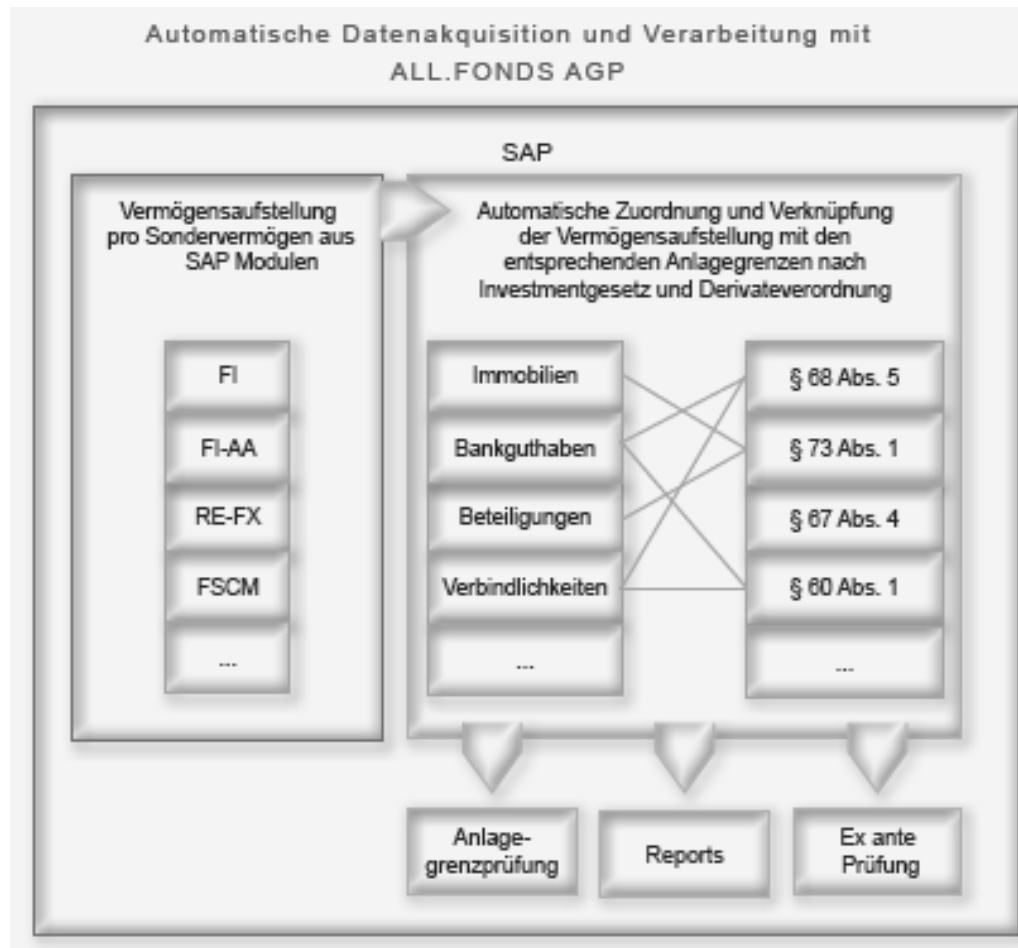 Automatische Datenakquisition und Verarbeitung mit
ALL.FONDS AGP
SAP
Vermögensaufstellung
pro Sondervermögen aus
SAP Modulen
FI
FI-AA
RE-FX
FSCM
...
Automatische Zuordnung und Verknüpfung
der Vermögensaufstellung mit den
entsprechenden Anlagegrenzen nach
Investmentgesetz und Derivateverordnung
Immobilien
Bankguthaben
Beteiligungen
Verbindlichkeiten
...
§ 68 Abs. 5
§ 73 Abs. 1
§ 67 Abs. 4
§ 60 Abs. 1
...
Anlage-
grenzprüfung
Reports
Ex ante
Prüfung